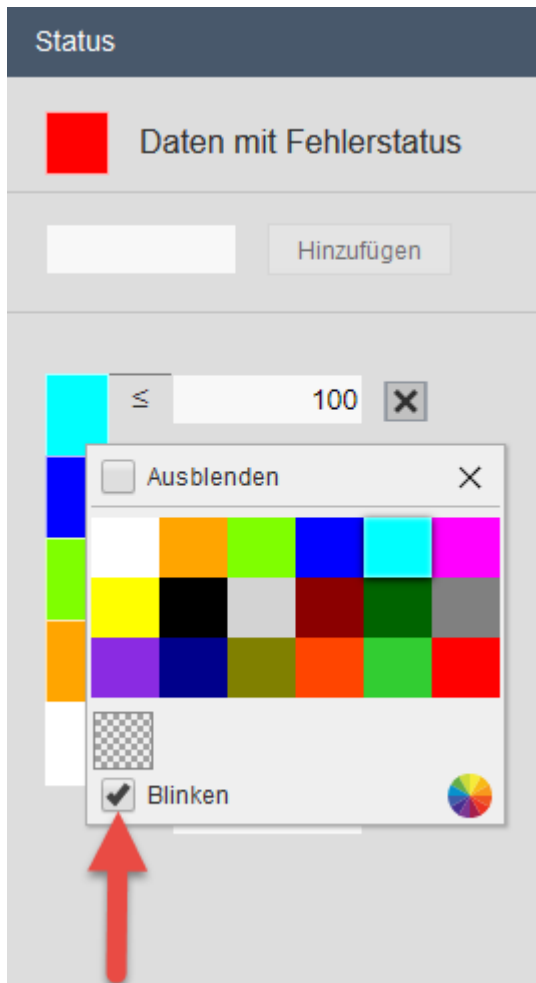 Status
Daten mit Fehlerstatus
Hinzufügen
≤ 100
Ausblenden
Blinken